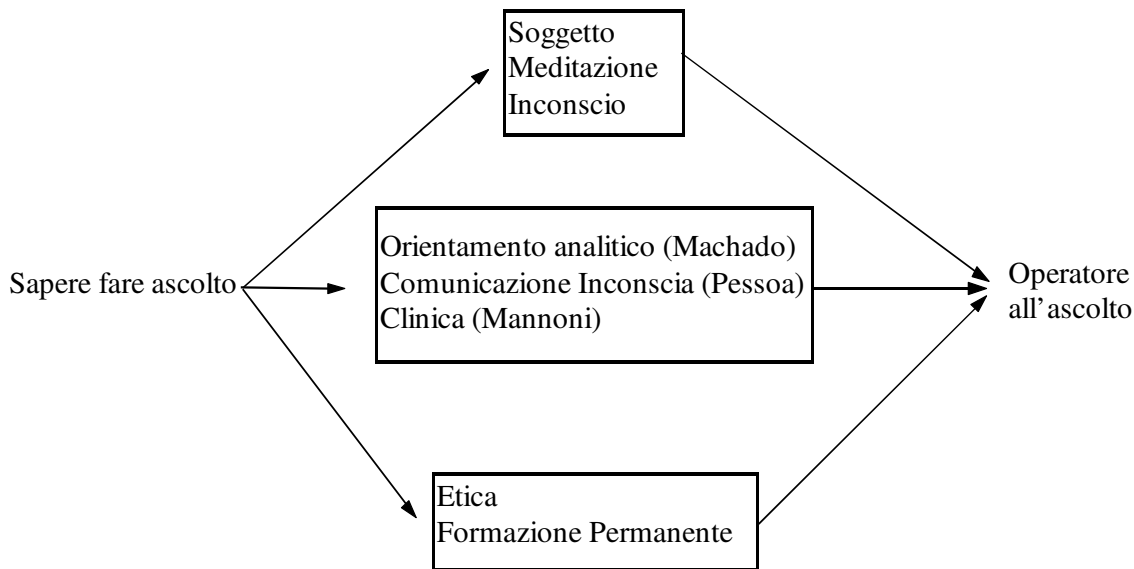 Soggetto
Meditazione
Inconscio
Orientamento analitico (Machado)
Comunicazione Inconscia (Pessoa)
Clinica (Mannoni)
Sapere fare ascolto
Operatore
all'ascolto
Etica
Formazione Permanente